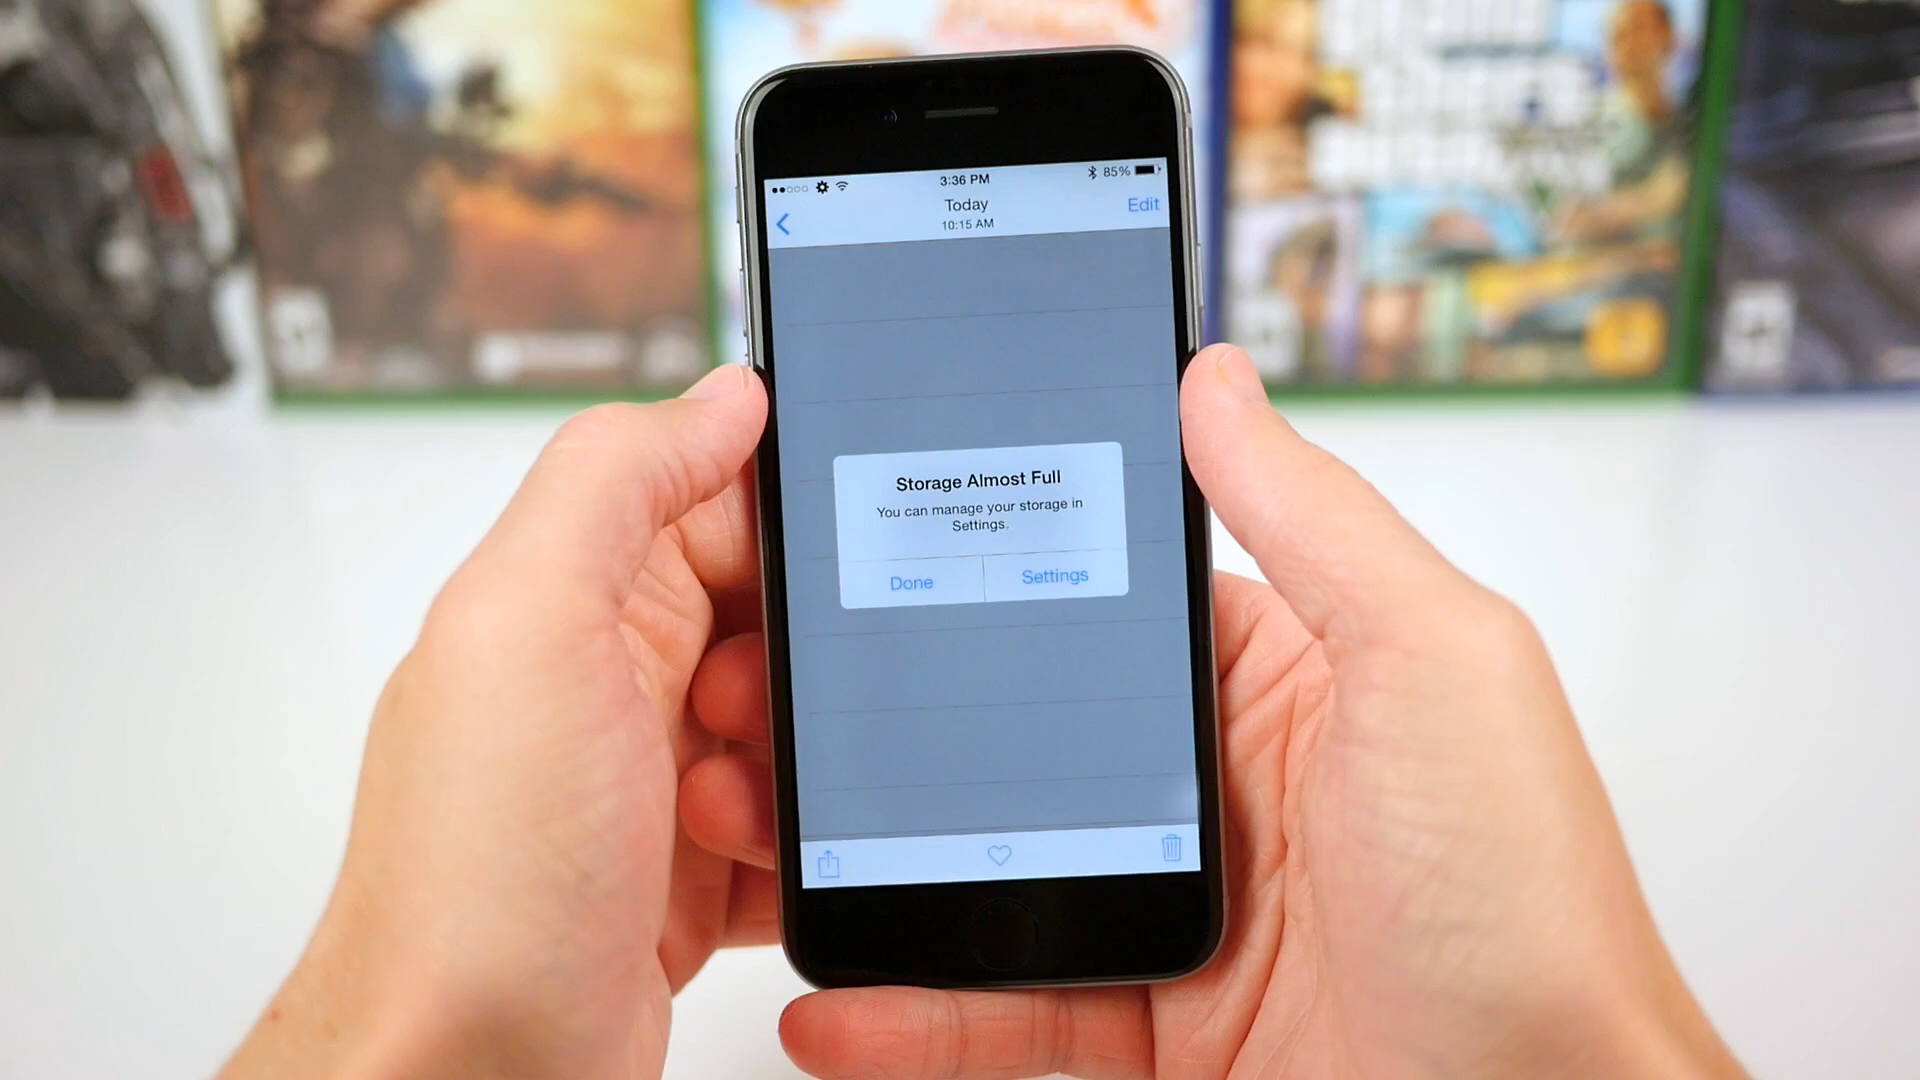 3:36 PM
85%
Today
Edit
10:15 AM
Storage Almost Full
You can manage your storage in
Settings.
Done
Settings